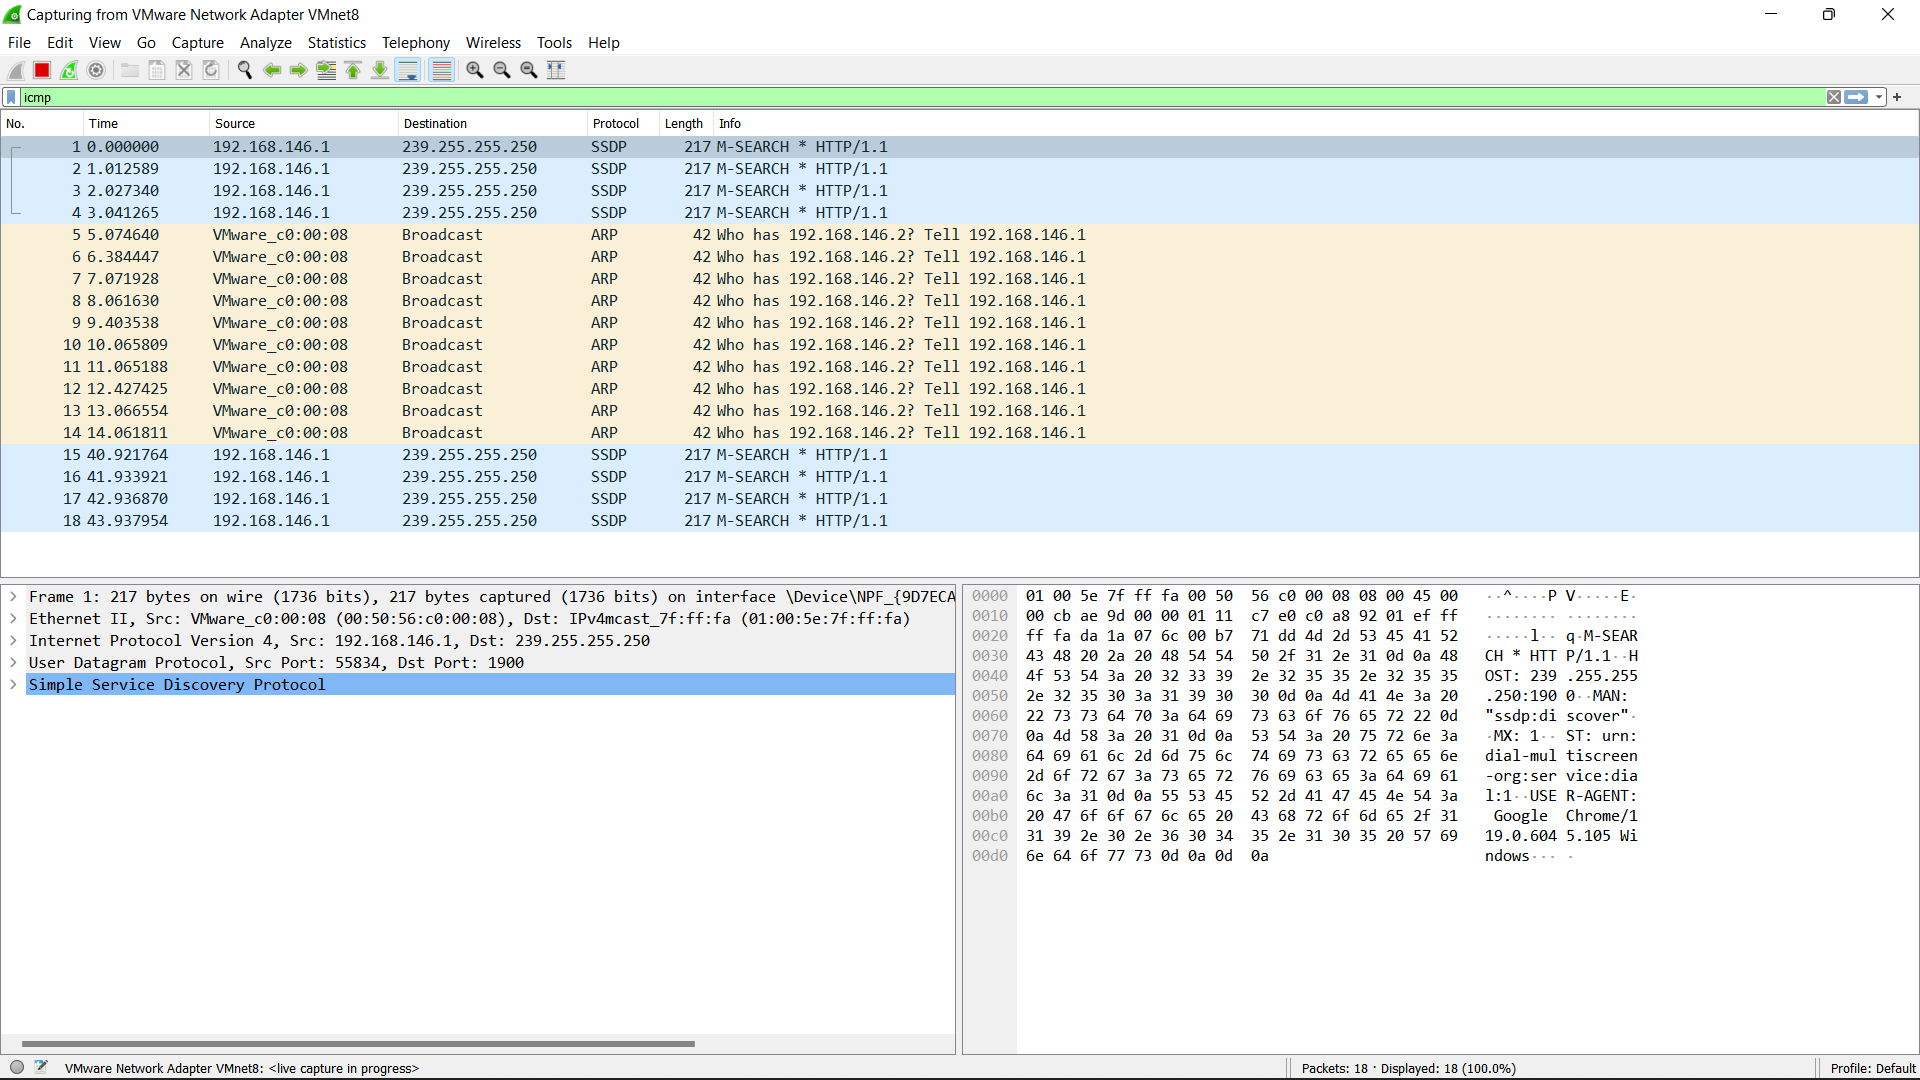 Capturing from VMware Network Adapter VMnet8
File Edit View Go Capture Analyze Statistics Telephony Wireless Tools Help
icmp
No. Time Source Destination Protocol Length Info
1 0.000000 192.168.146.1 239.255.255.250 SSDP 217 M-SEARCH * HTTP/1.1
2 1.012589 192.168.146.1 239.255.255.250 SSDP 217 M-SEARCH * HTTP/1.1
3 2.027340 192.168.146.1 239.255.255.250 SSDP 217 M-SEARCH * HTTP/1.1
4 3.041265 192.168.146.1 239.255.255.250 SSDP 217 M-SEARCH * HTTP/1.1
5 5.074640 VMware_c0:00:08 Broadcast ARP 42 Who has 192.168.146.2? Tell 192.168.146.1
6 6.384447 VMware_c0:00:08 Broadcast ARP 42 Who has 192.168.146.2? Tell 192.168.146.1
7 7.071928 VMware_c0:00:08 Broadcast ARP 42 Who has 192.168.146.2? Tell 192.168.146.1
8 8.061630 VMware_c0:00:08 Broadcast ARP 42 Who has 192.168.146.2? Tell 192.168.146.1
9 9.403538 VMware_c0:00:08 Broadcast ARP 42 Who has 192.168.146.2? Tell 192.168.146.1
10 10.065809 VMware_c0:00:08 Broadcast ARP 42 Who has 192.168.146.2? Tell 192.168.146.1
11 11.065188 VMware_c0:00:08 Broadcast ARP 42 Who has 192.168.146.2? Tell 192.168.146.1
12 12.427425 VMware_c0:00:08 Broadcast ARP 42 Who has 192.168.146.2? Tell 192.168.146.1
13 13.066554 VMware_c0:00:08 Broadcast ARP 42 Who has 192.168.146.2? Tell 192.168.146.1
14 14.061811 VMware_c0:00:08 Broadcast ARP 42 Who has 192.168.146.2? Tell 192.168.146.1
15 40.921764 192.168.146.1 239.255.255.250 SSDP 217 M-SEARCH * HTTP/1.1
16 41.933921 192.168.146.1 239.255.255.250 SSDP 217 M-SEARCH * HTTP/1.1
17 42.936870 192.168.146.1 239.255.255.250 SSDP 217 M-SEARCH * HTTP/1.1
18 43.937954 192.168.146.1 239.255.255.250 SSDP 217 M-SEARCH * HTTP/1.1
Frame 1: 217 bytes on wire (1736 bits), 217 bytes captured (1736 bits) on interface \Device\NPF_{9D7ECA
Ethernet II, Src: VMware_c0:00:08 (00:50:56:c0:00:08), Dst: IPv4mcast_7f:ff:fa (01:00:5e:7f:ff:fa)
Internet Protocol Version 4, Src: 192.168.146.1, Dst: 239.255.255.250
User Datagram Protocol, Src Port: 55834, Dst Port: 1900
Simple Service Discovery Protocol
0000 01 00 5e 7f ff fa 00 50 56 c0 00 08 08 00 45 00 ··^····P V·····E·
0010 00 cb ae 9d 00 00 01 11 c7 e0 c0 a8 92 01 ef ff ········ ········
0020 ff fa da 1a 07 6c 00 b7 71 dd 4d 2d 53 45 41 52 ·····l·· q·M-SEAR
0030 43 48 20 2a 20 48 54 54 50 2f 31 2e 31 0d 0a 48 CH * HTT P/1.1··H
0040 4f 53 54 3a 20 32 33 39 2e 32 35 35 2e 32 35 35 OST: 239 .255.255
0050 2e 32 35 30 3a 31 39 30 30 0d 0a 4d 41 4e 3a 20 .250:190 0··MAN:
0060 22 73 73 64 70 3a 64 69 73 63 6f 76 65 72 22 0d "ssdp:di scover"·
0070 0a 4d 58 3a 20 31 0d 0a 53 54 3a 20 75 72 6e 3a ·MX: 1·· ST: urn:
0080 64 69 61 6c 2d 6d 75 6c 74 69 73 63 72 65 65 6e dial-mul tiscreen
0090 2d 6f 72 67 3a 73 65 72 76 69 63 65 3a 64 69 61 -org:ser vice:dia
00a0 6c 3a 31 0d 0a 55 53 45 52 2d 41 47 45 4e 54 3a l:1··USE R-AGENT:
00b0 20 47 6f 6f 67 6c 65 20 43 68 72 6f 6d 65 2f 31 Google Chrome/1
00c0 31 39 2e 30 2e 36 30 34 35 2e 31 30 35 20 57 69 19.0.604 5.105 Wi
00d0 6e 64 6f 77 73 0d 0a 0d 0a ndows··· ·
VMware Network Adapter VMnet8: <live capture in progress> Packets: 18 · Displayed: 18 (100.0%) Profile: Default